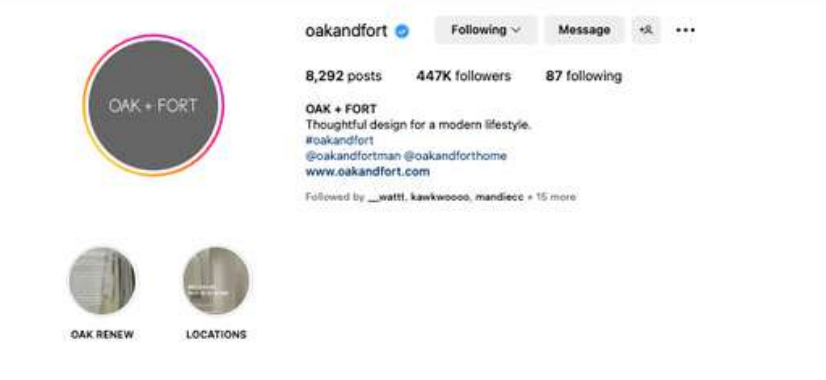 oakandfort Following Message
8,292 posts 447K followers 87 following
OAK + FORT
OAK + FORT
Thoughtful design for a modern lifestyle.
#oakandfort
@oakandfortman @oakandforthome
www.oakandfort.com
Followed by __wattt, kawkwoooo, mandiecc + 15 more
OAK RENEW LOCATIONS